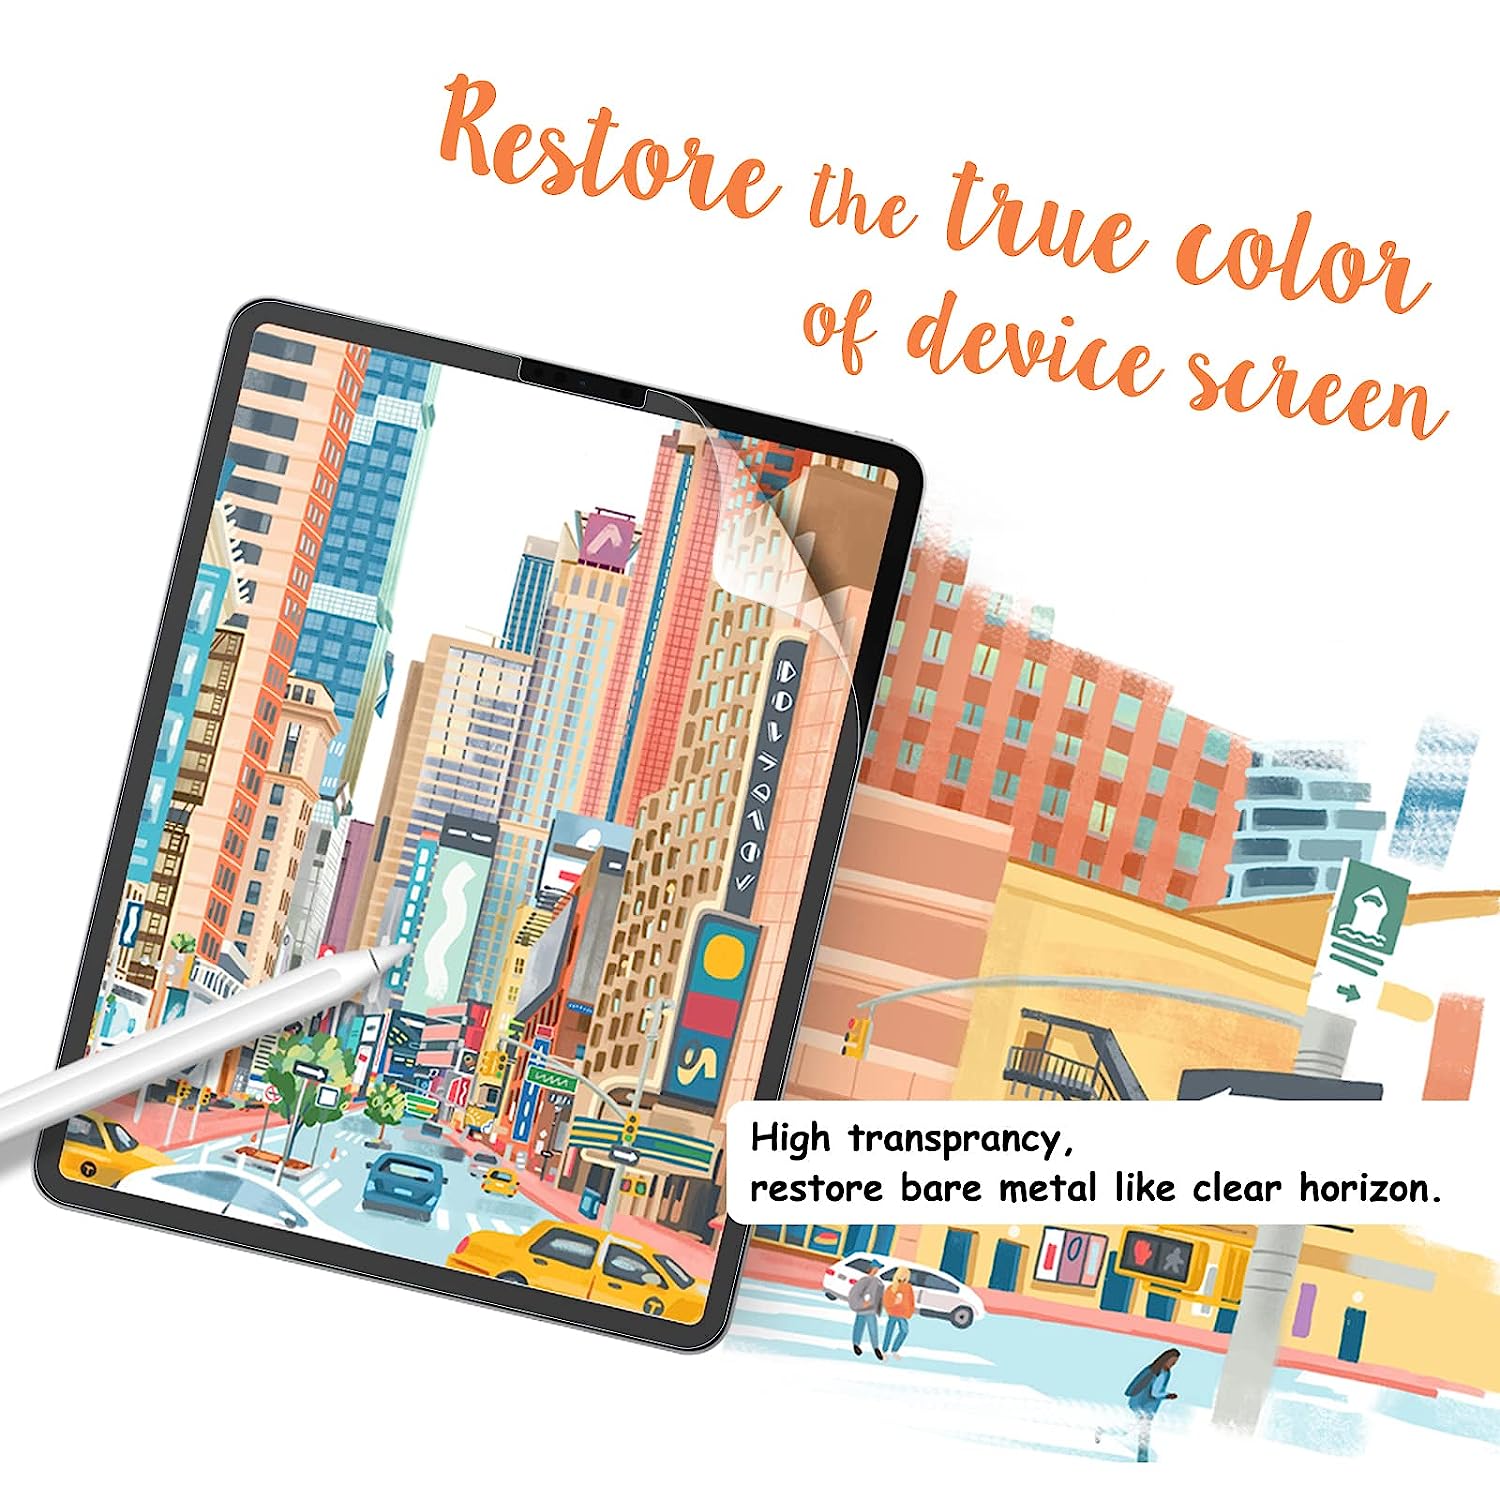 Restore the true color
of device screen
High transprancy,
restore bare metal like clear horizon.